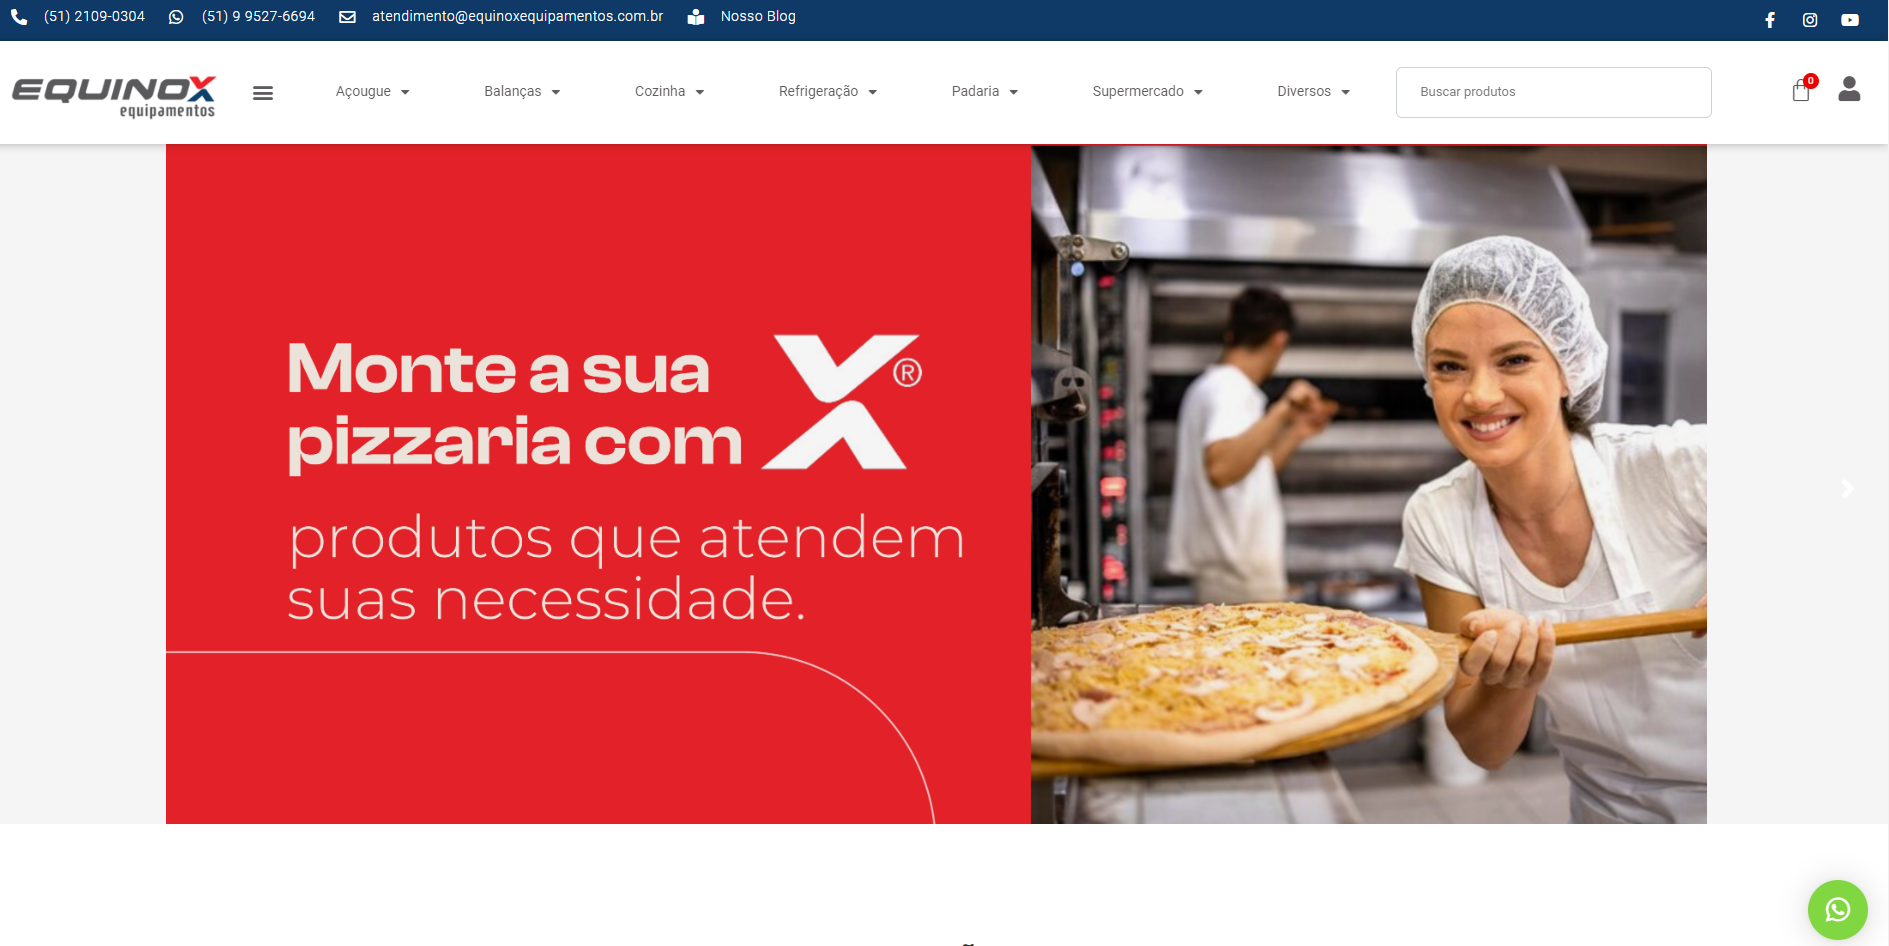 (51) 2109-0304 (51) 9 9527-6694 atendimento@equinoxequipamentos.com.br Nosso Blog
EQUINOX
equipamentos
Açougue Balanças Cozinha Refrigeração Padaria Supermercado Diversos Buscar produtos 0
Monte a sua
pizzaria com X®
produtos que atendem
suas necessidade.